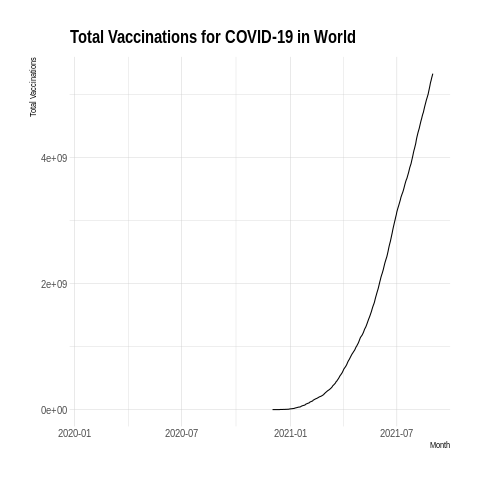 Total Vaccinations for COVID-19 in World
Total Vaccinations
4e+09
2e+09
0e+00
2020-01
2020-07
2021-01
2021-07
Month